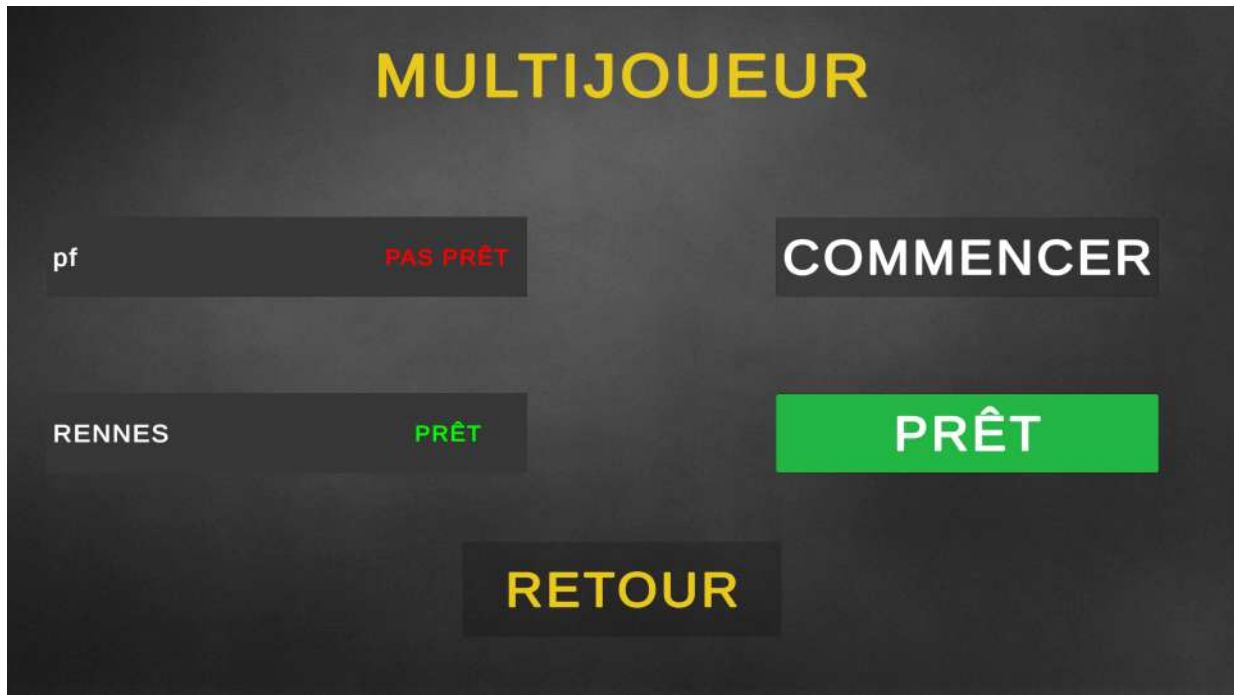 MULTIJOUEUR
pf PAS PRÊT
COMMENCER
RENNES PRÊT
PRÊT
RETOUR